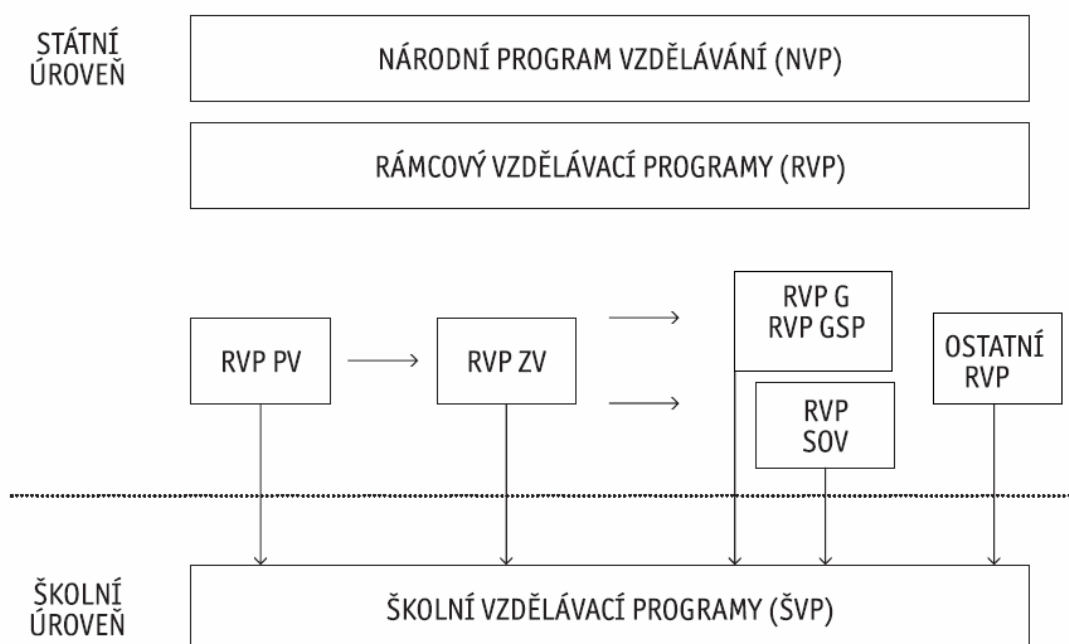 STÁTNÍ
ÚROVEŇ
NÁRODNÍ PROGRAM VZDĚLÁVÁNÍ (NVP)
RÁMCOVÝ VZDĚLÁVACÍ PROGRAMY (RVP)
RVP PV
RVP ZV
RVP G
RVP GSP
RVP
SOV
OSTATNÍ
RVP
ŠKOLNÍ
ÚROVEŇ
ŠKOLNÍ VZDĚLÁVACÍ PROGRAMY (ŠVP)